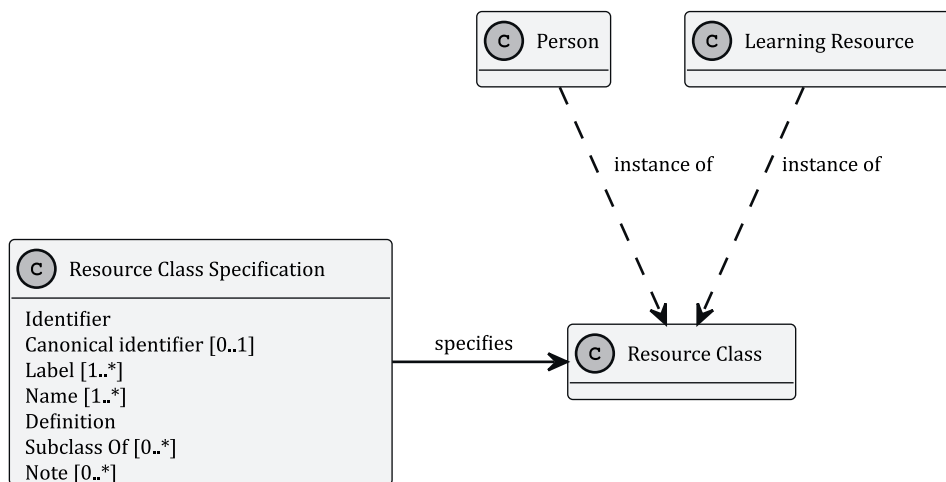 C Person
C Learning Resource
instance of
instance of
C Resource Class Specification
Identifier
Canonical identifier [0..1]
Label [1..*]
Name [1..*]
Definition
Subclass Of [0..*]
Note [0..*]
specifies
C Resource Class